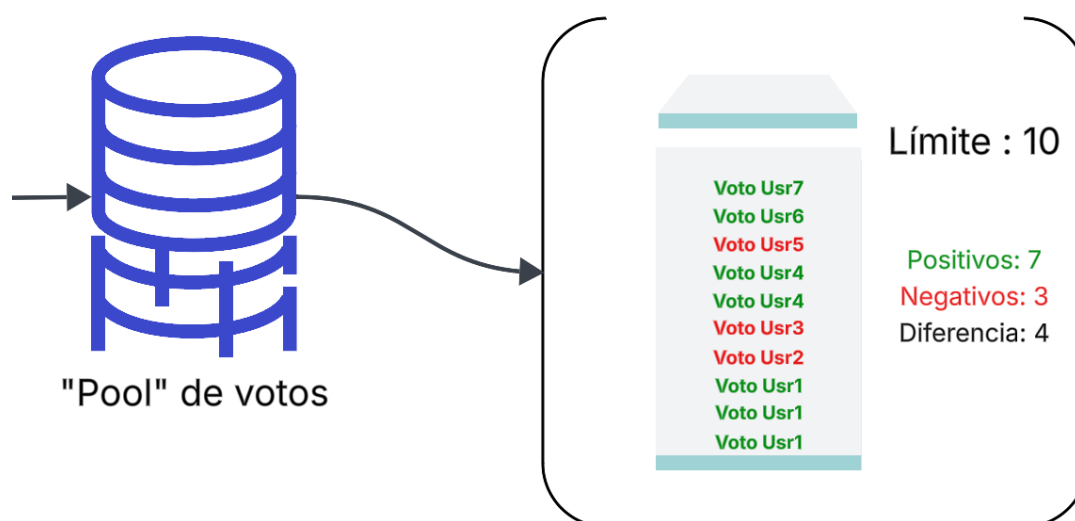 "Pool" de votos
Límite : 10
Voto Usr7
Voto Usr6
Voto Usr5
Voto Usr4
Voto Usr4
Voto Usr3
Voto Usr2
Voto Usr1
Voto Usr1
Voto Usr1
Positivos: 7
Negativos: 3
Diferencia: 4